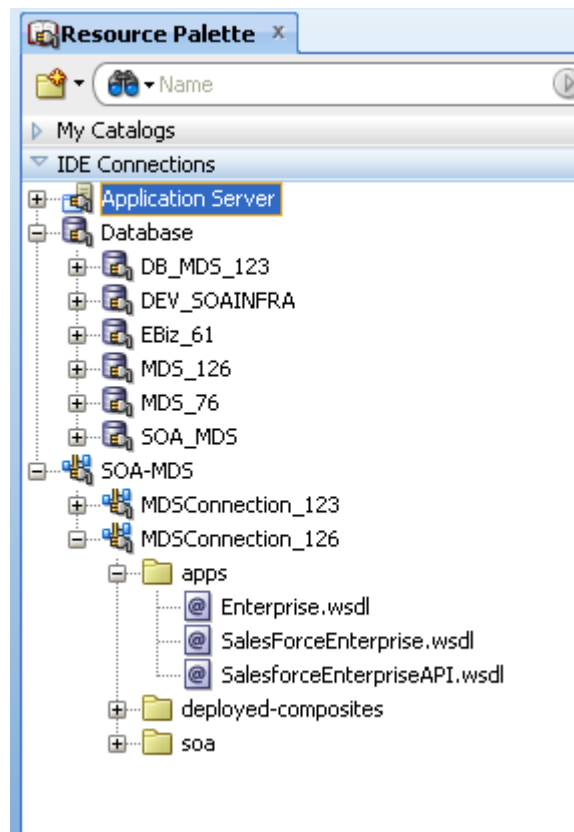 Resource Palette x
Name
My Catalogs
IDE Connections
Application Server
Database
DB_MDS_123
DEV_SOAINFRA
EBiz_61
MDS_126
MDS_76
SOA_MDS
SOA-MDS
MDSConnection_123
MDSConnection_126
apps
Enterprise.wsdl
SalesForceEnterprise.wsdl
SalesforceEnterpriseAPI.wsdl
deployed-composites
soa